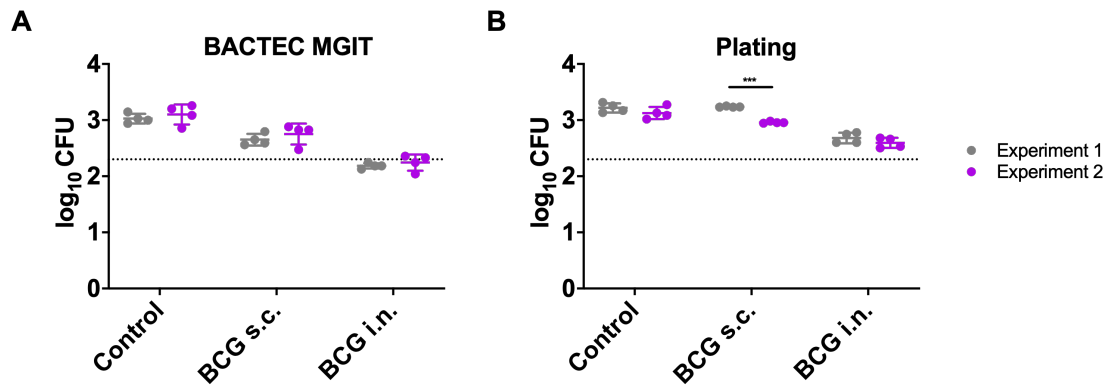 A
BACTEC MGIT
log10 CFU
4
3
2
1
0
Control
BCG s.c.
BCG i.n.
B
Plating
log10 CFU
4
3
2
1
0
***
Control
BCG s.c.
BCG i.n.
Experiment 1
Experiment 2